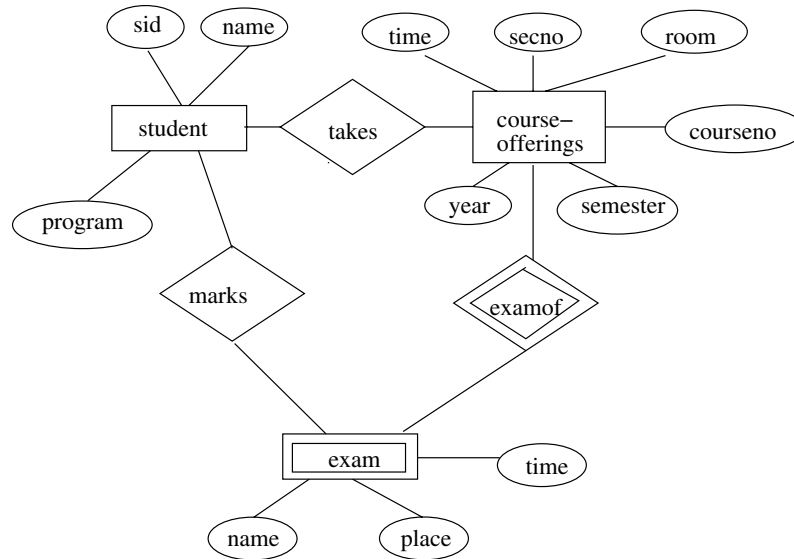 sid
name
time
secno
room
student
takes
course-
offerings
courseno
program
year
semester
marks
examof
exam
time
name
place